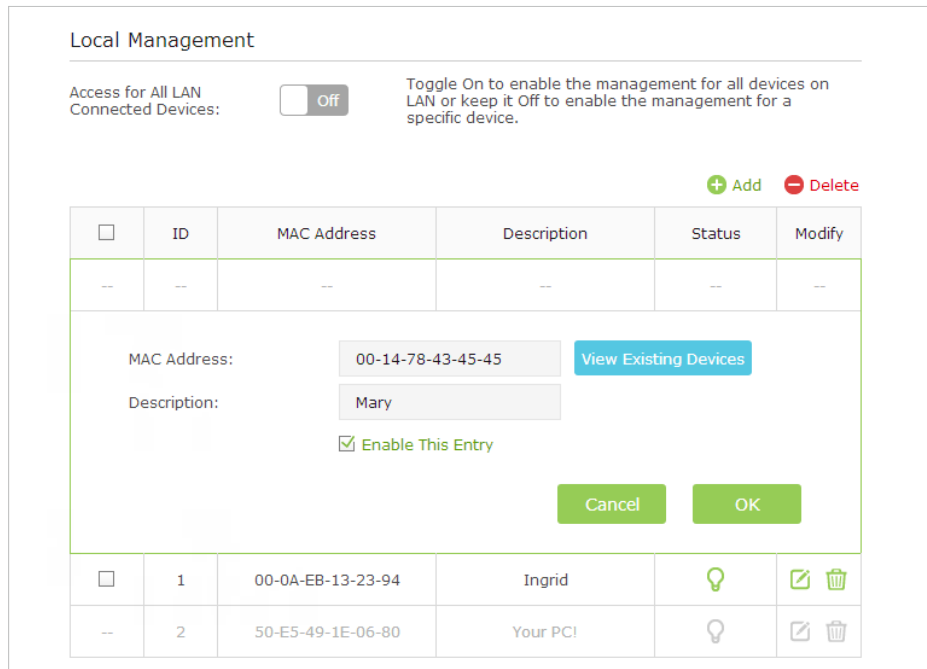 Local Management
Access for All LAN
Connected Devices:
Off
Toggle On to enable the management for all devices on
LAN or keep it Off to enable the management for a
specific device.
Add Delete
ID MAC Address Description Status Modify
-- -- -- -- -- --
MAC Address: 00-14-78-43-45-45 View Existing Devices
Description: Mary
Enable This Entry
Cancel OK
1 00-0A-EB-13-23-94 Ingrid
-- 2 50-E5-49-1E-06-80 Your PC!